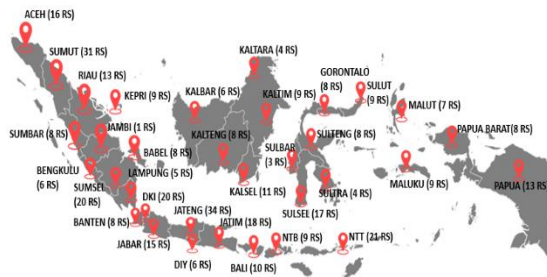 ACEH (16 RS)
SUMUT (31 RS)
RIAU (13 RS)
KEPRI (9 RS)
KALTARA (4 RS)
KALBAR (6 RS)
KALTIM (9 RS)
GORONTALO
(8 RS)
SULUT
(9 RS)
MALUT (7 RS)
SUMBAR (8 RS)
JAMBI (1 RS)
KALTENG (8 RS)
SULTENG (8 RS)
PAPUA BARAT(8 RS)
BABEL (8 RS)
SULBAR
(3 RS)
BENGKULU
(6 RS)
LAMPUNG (5 RS)
SUMSEL
(20 RS)
DKI (20 RS)
KALSEL (11 RS)
SULTRA (4 RS)
MALUKU (9 RS)
PAPUA (13 RS)
SULSEL (17 RS)
BANTEN (8 RS)
JATENG (34 RS)
JATIM (18 RS)
JABAR (15 RS)
DIY (6 RS)
BALI (10 RS)
NTB (9 RS)
NTT (21 RS)